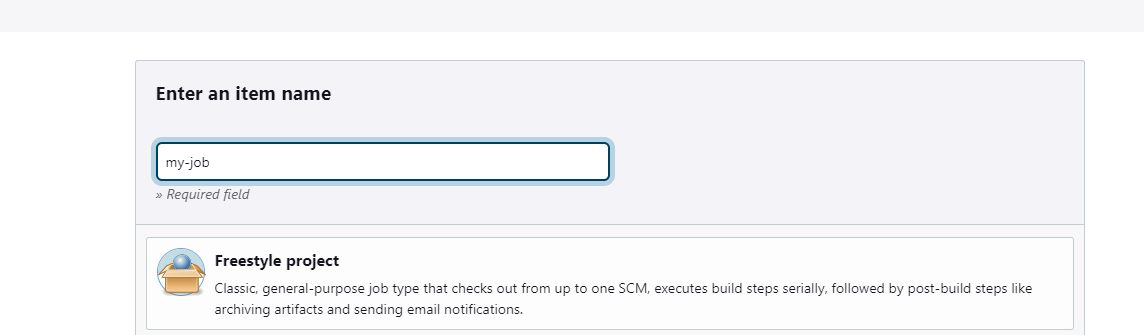 Enter an item name
my-job
» Required field
Freestyle project
Classic, general-purpose job type that checks out from up to one SCM, executes build steps serially, followed by post-build steps like
archiving artifacts and sending email notifications.